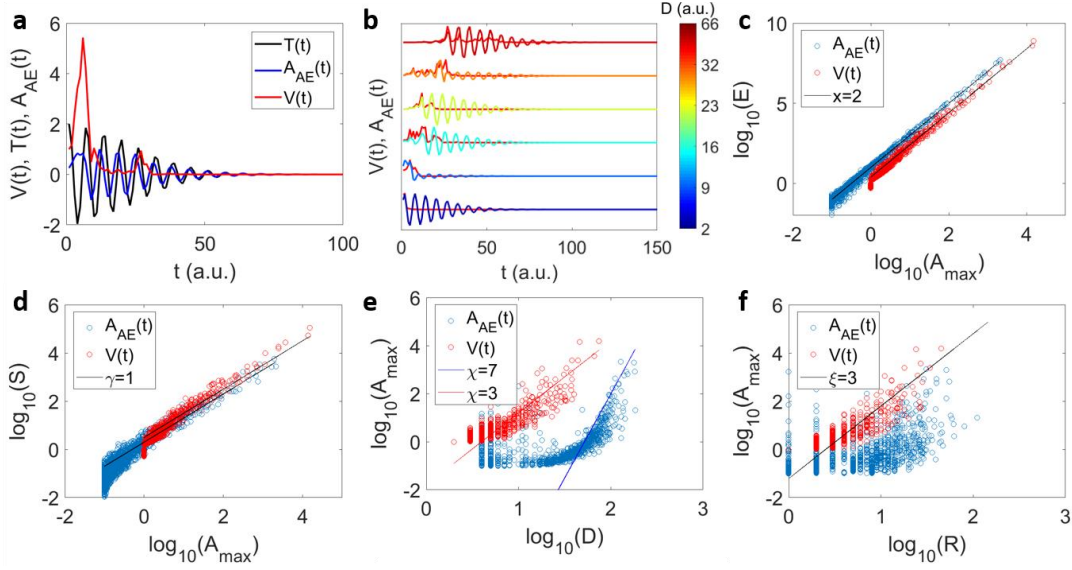 a
V(t), T(t), A_AE(t)
6
4
2
0
-2
0
50
100
t (a.u.)
T(t)
A_AE(t)
V(t)
b
V(t), A_AE(t)
0
50
100
150
t (a.u.)
D (a.u.)
66
32
23
16
9
2
c
log10(E)
10
5
0
-2
0
2
4
log10(A_max)
A_AE(t)
V(t)
x=2
d
log10(S)
6
4
2
0
-2
-2
0
2
4
log10(A_max)
A_AE(t)
V(t)
γ=1
e
log10(A_max)
6
4
2
0
-2
0
1
2
3
log10(D)
A_AE(t)
V(t)
χ=7
χ=3
f
log10(A_max)
6
4
2
0
-2
0
1
2
3
log10(R)
A_AE(t)
V(t)
ξ=3